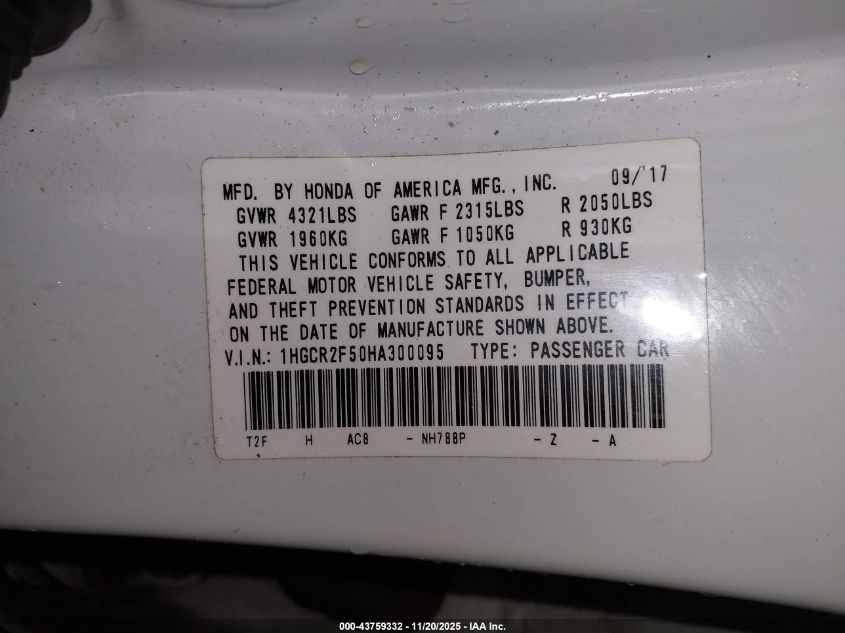 MFD. BY HONDA OF AMERICA MFG., INC. 09/'17
GVWR 4321LBS GAWR F 2315LBS R 2050LBS
GVWR 1960KG GAWR F 1050KG R 930KG
THIS VEHICLE CONFORMS TO ALL APPLICABLE
FEDERAL MOTOR VEHICLE SAFETY, BUMPER,
AND THEFT PREVENTION STANDARDS IN EFFECT
ON THE DATE OF MANUFACTURE SHOWN ABOVE.
V.I.N.: 1HGCR2F50HA300095 TYPE: PASSENGER CAR
T2F H AC8 - NH788P - Z - A
000-43759332 - 11/20/2025 - IAA Inc.